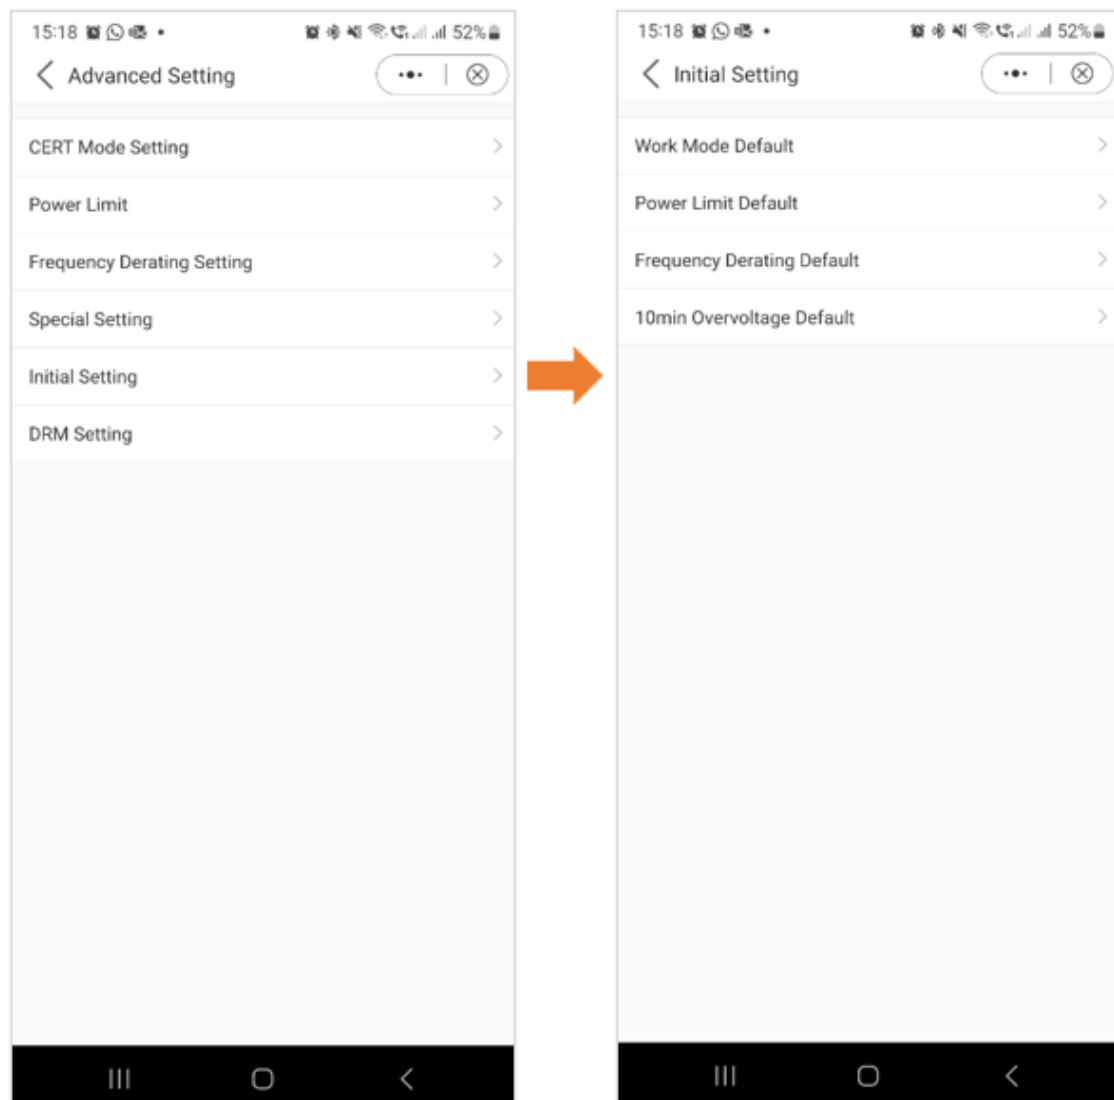 15:18
52%
Advanced Setting
CERT Mode Setting
Power Limit
Frequency Derating Setting
Special Setting
Initial Setting
DRM Setting
15:18
52%
Initial Setting
Work Mode Default
Power Limit Default
Frequency Derating Default
10min Overvoltage Default